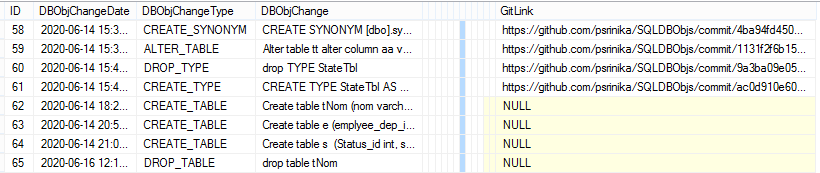 ID DBObjChangeDate DBObjChangeType DBObjChange GitLink
58 2020-06-14 15:3... CREATE_SYNONYM CREATE SYNONYM [dbo].sy... https://github.com/psrinika/SQLDBObjs/commit/4ba94fd450...
59 2020-06-14 15:3... ALTER_TABLE Alter table tt alter column aa v... https://github.com/psrinika/SQLDBObjs/commit/1131f2f6b15...
60 2020-06-14 15:4... DROP_TYPE drop TYPE StateTbl https://github.com/psrinika/SQLDBObjs/commit/9a3ba09e05...
61 2020-06-14 15:4... CREATE_TYPE CREATE TYPE StateTbl AS ... https://github.com/psrinika/SQLDBObjs/commit/ac0d910e60...
62 2020-06-14 18:2... CREATE_TABLE Create table tNom (nom varch... NULL
63 2020-06-14 20:5... CREATE_TABLE Create table e (emplyee_dep_i... NULL
64 2020-06-14 21:0... CREATE_TABLE Create table s (Status_id int, s... NULL
65 2020-06-16 12:1... DROP_TABLE drop table tNom NULL